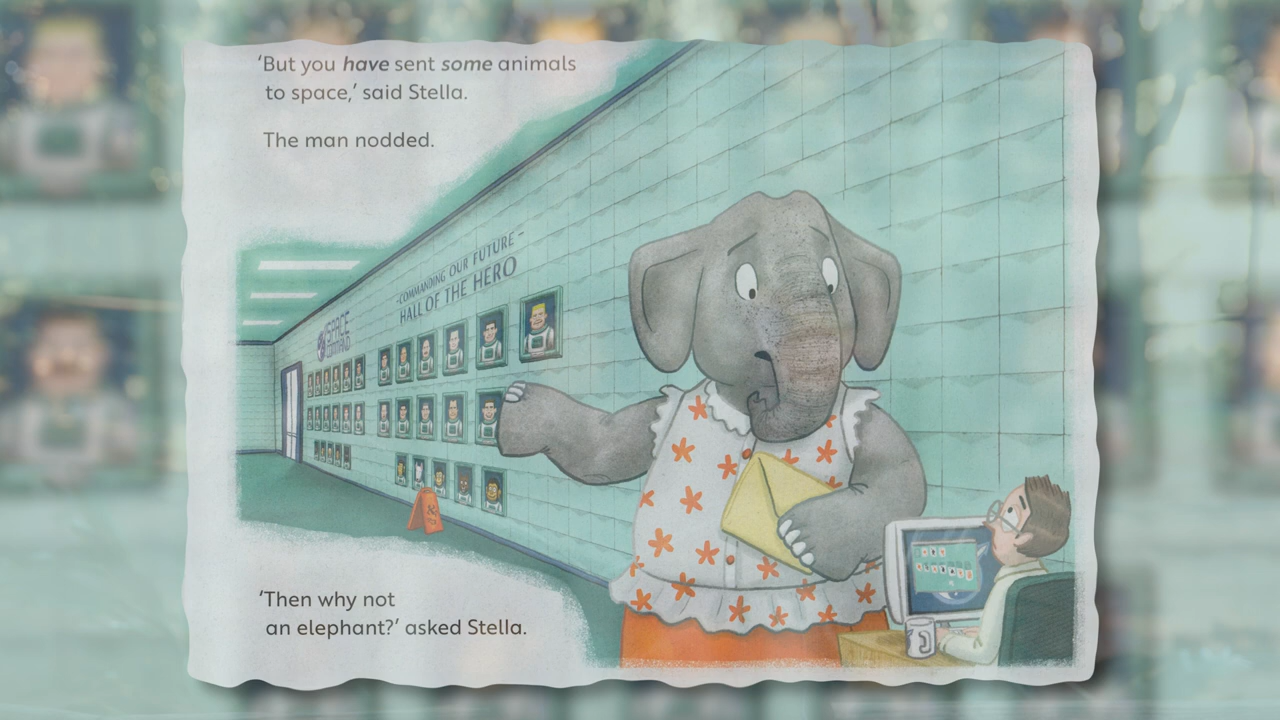 ‘But you have sent some animals
to space,’ said Stella.
The man nodded.
-COMMANDING OUR FUTURE-
HALL OF THE HERO
SPACE
COMMAND
‘Then why not
an elephant?’ asked Stella.